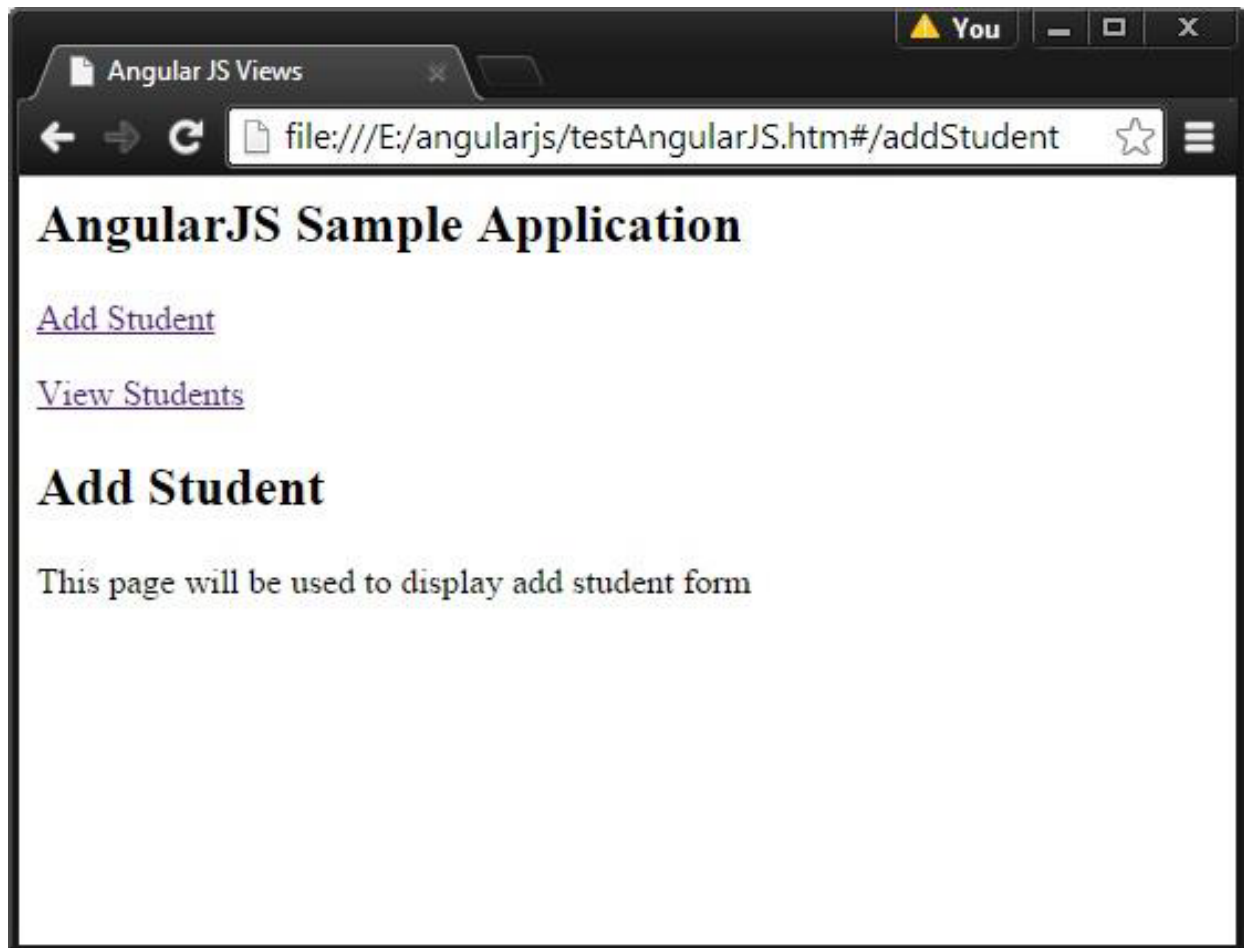 You
Angular JS Views
file:///E:/angularjs/testAngularJS.htm#/addStudent
AngularJS Sample Application
Add Student
View Students
Add Student
This page will be used to display add student form